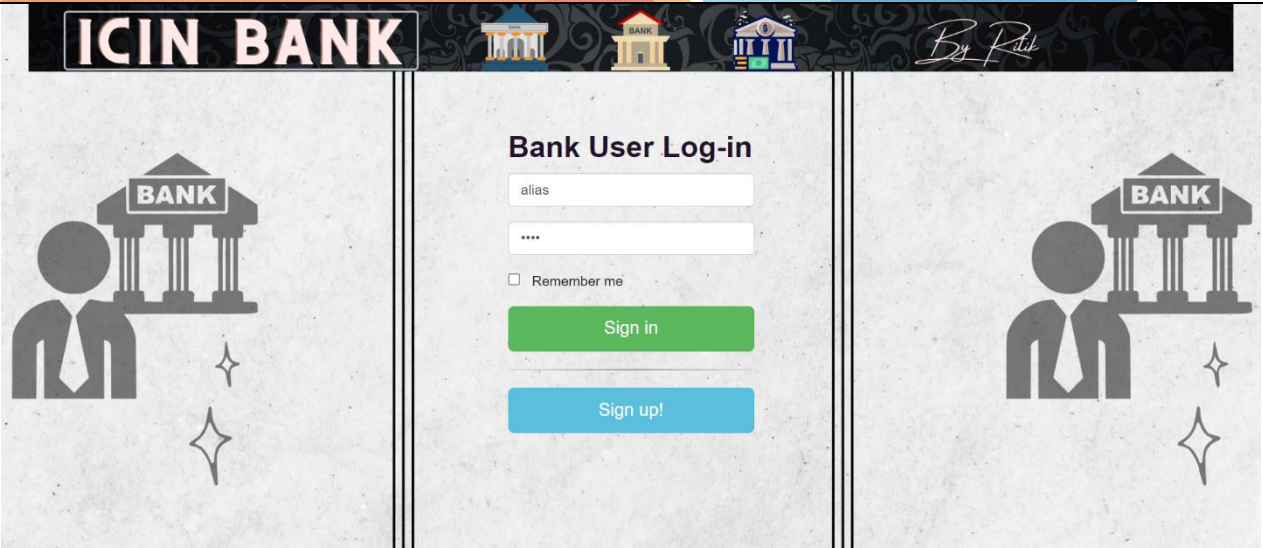 ICIN BANK
BANK
By Ritik
Bank User Log-in
BANK
BANK
alias
••••
Remember me
Sign in
Sign up!